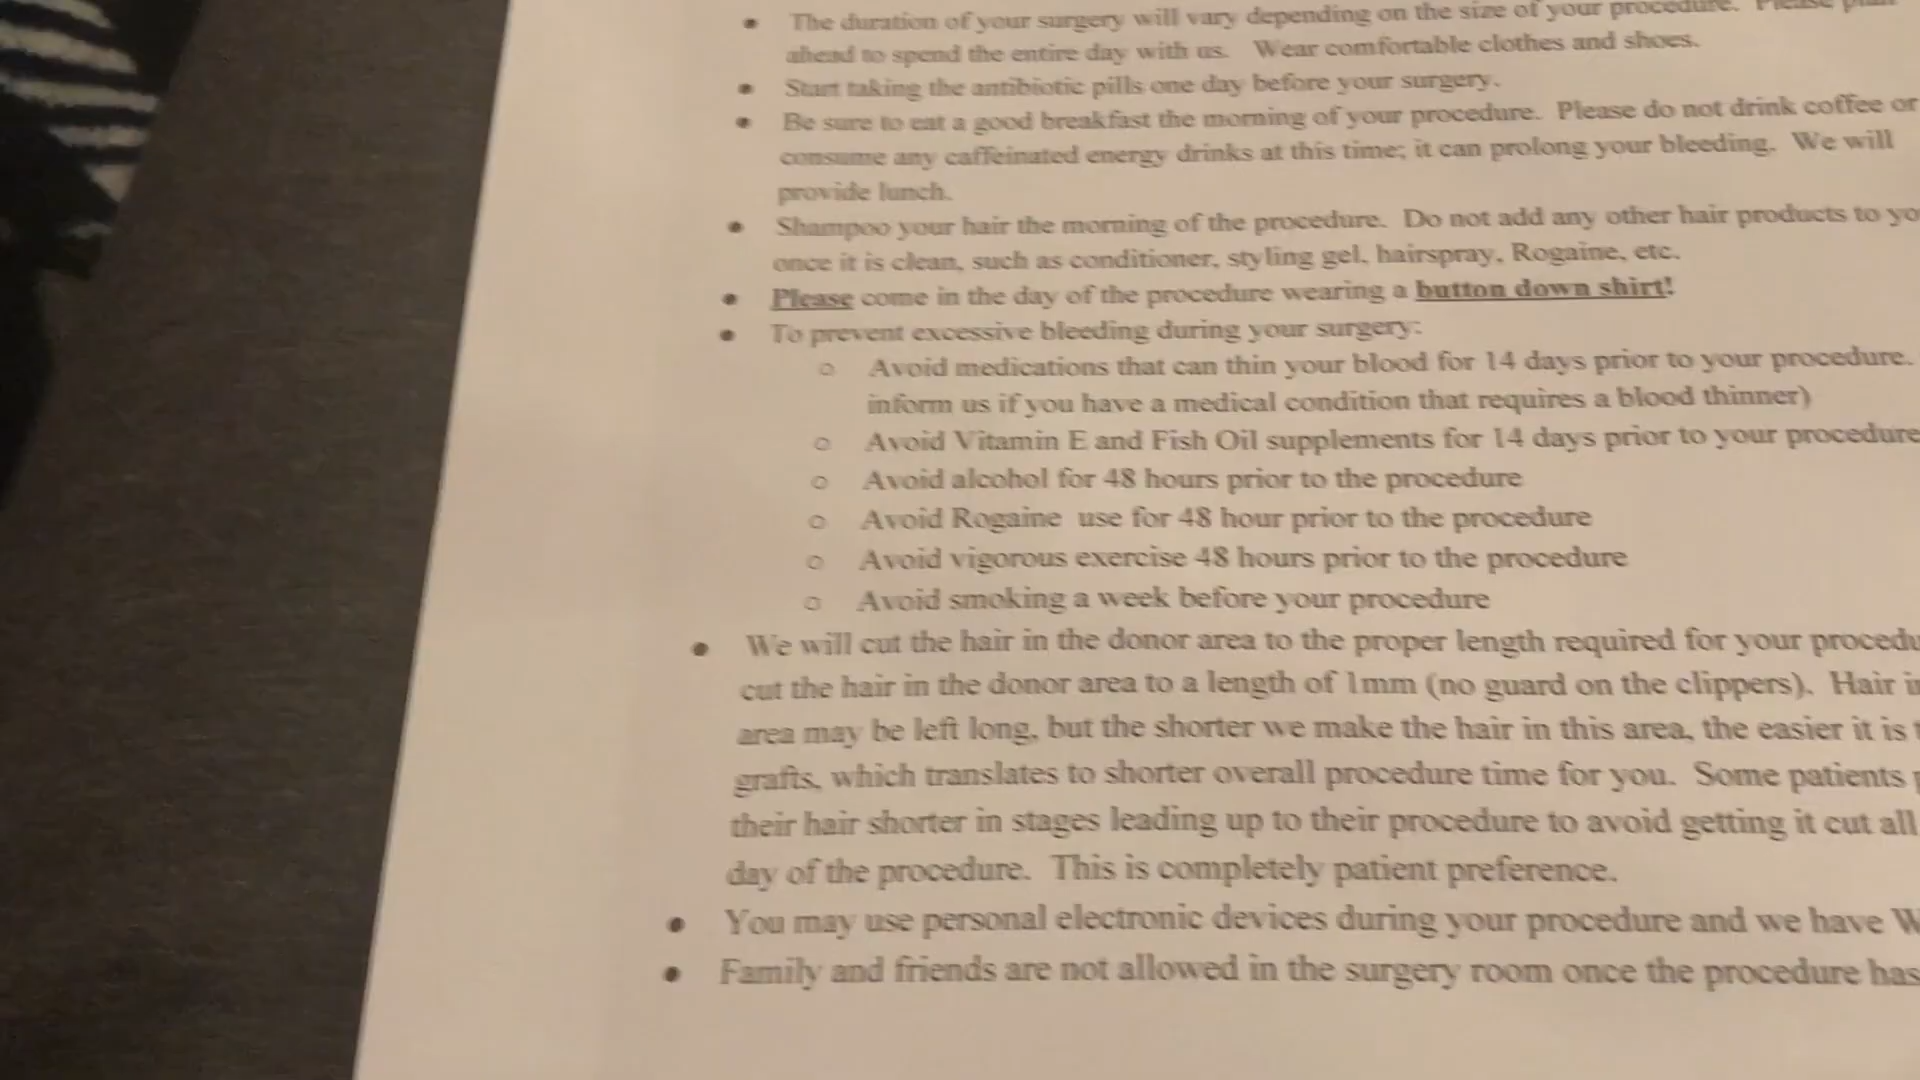 • The duration of your surgery will vary depending on the size of your procedure. Please plan
ahead to spend the entire day with us. Wear comfortable clothes and shoes.
• Start taking the antibiotic pills one day before your surgery.
• Be sure to eat a good breakfast the morning of your procedure. Please do not drink coffee or
consume any caffeinated energy drinks at this time; it can prolong your bleeding. We will
provide lunch.
• Shampoo your hair the morning of the procedure. Do not add any other hair products to yo
once it is clean, such as conditioner, styling gel, hairspray, Rogaine, etc.
• Please come in the day of the procedure wearing a button down shirt!
• To prevent excessive bleeding during your surgery:
○ Avoid medications that can thin your blood for 14 days prior to your procedure.
inform us if you have a medical condition that requires a blood thinner)
○ Avoid Vitamin E and Fish Oil supplements for 14 days prior to your procedure
○ Avoid alcohol for 48 hours prior to the procedure
○ Avoid Rogaine use for 48 hour prior to the procedure
○ Avoid vigorous exercise 48 hours prior to the procedure
○ Avoid smoking a week before your procedure
• We will cut the hair in the donor area to the proper length required for your procedu
cut the hair in the donor area to a length of 1mm (no guard on the clippers). Hair in
area may be left long, but the shorter we make the hair in this area, the easier it is
grafts, which translates to shorter overall procedure time for you. Some patients
their hair shorter in stages leading up to their procedure to avoid getting it cut all
day of the procedure. This is completely patient preference.
• You may use personal electronic devices during your procedure and we have W
• Family and friends are not allowed in the surgery room once the procedure has